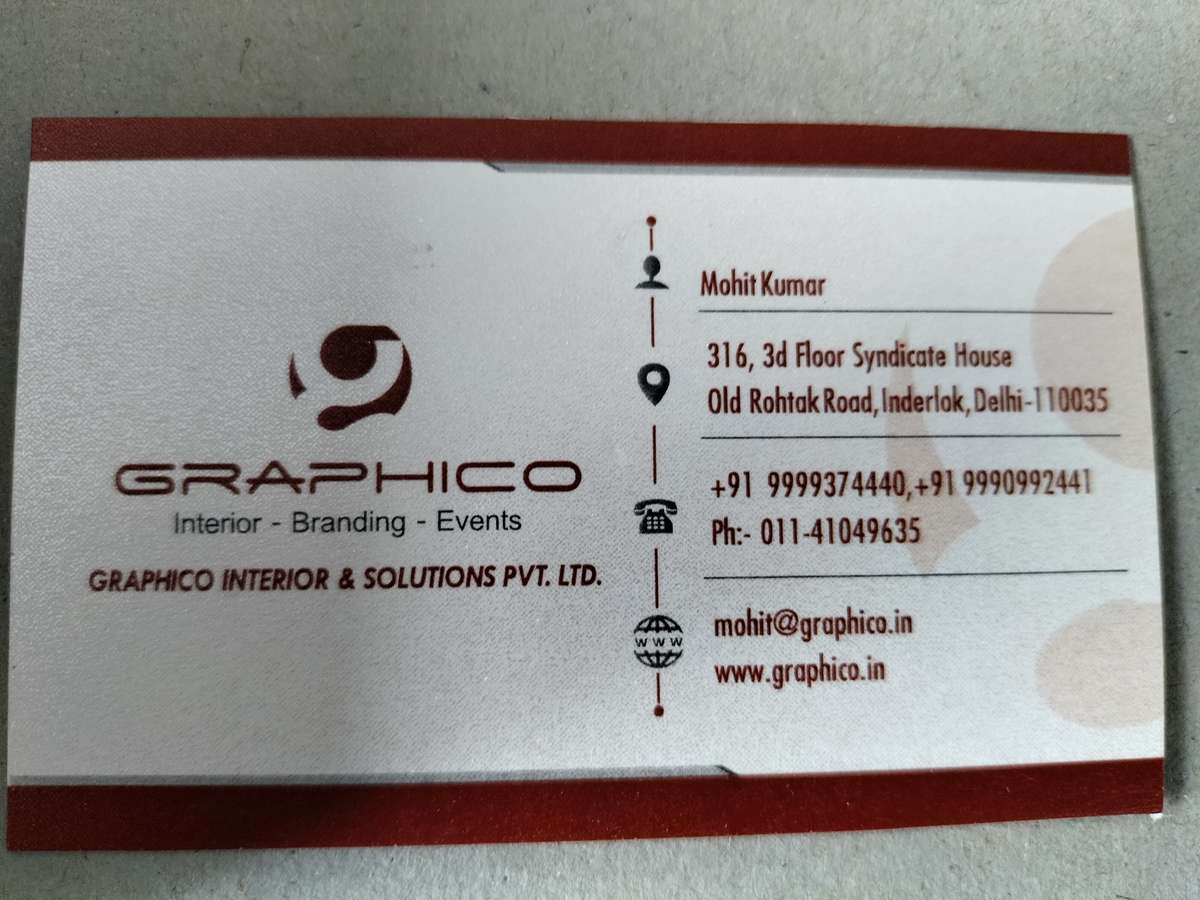 GRAPHICO
Interior - Branding - Events
GRAPHICO INTERIOR & SOLUTIONS PVT. LTD.
Mohit Kumar
316, 3d Floor Syndicate House
Old Rohtak Road, Inderlok, Delhi-110035
+91 9999374440, +91 9990992441
Ph:- 011-41049635
WWW
mohit@graphico.in
www.graphico.in